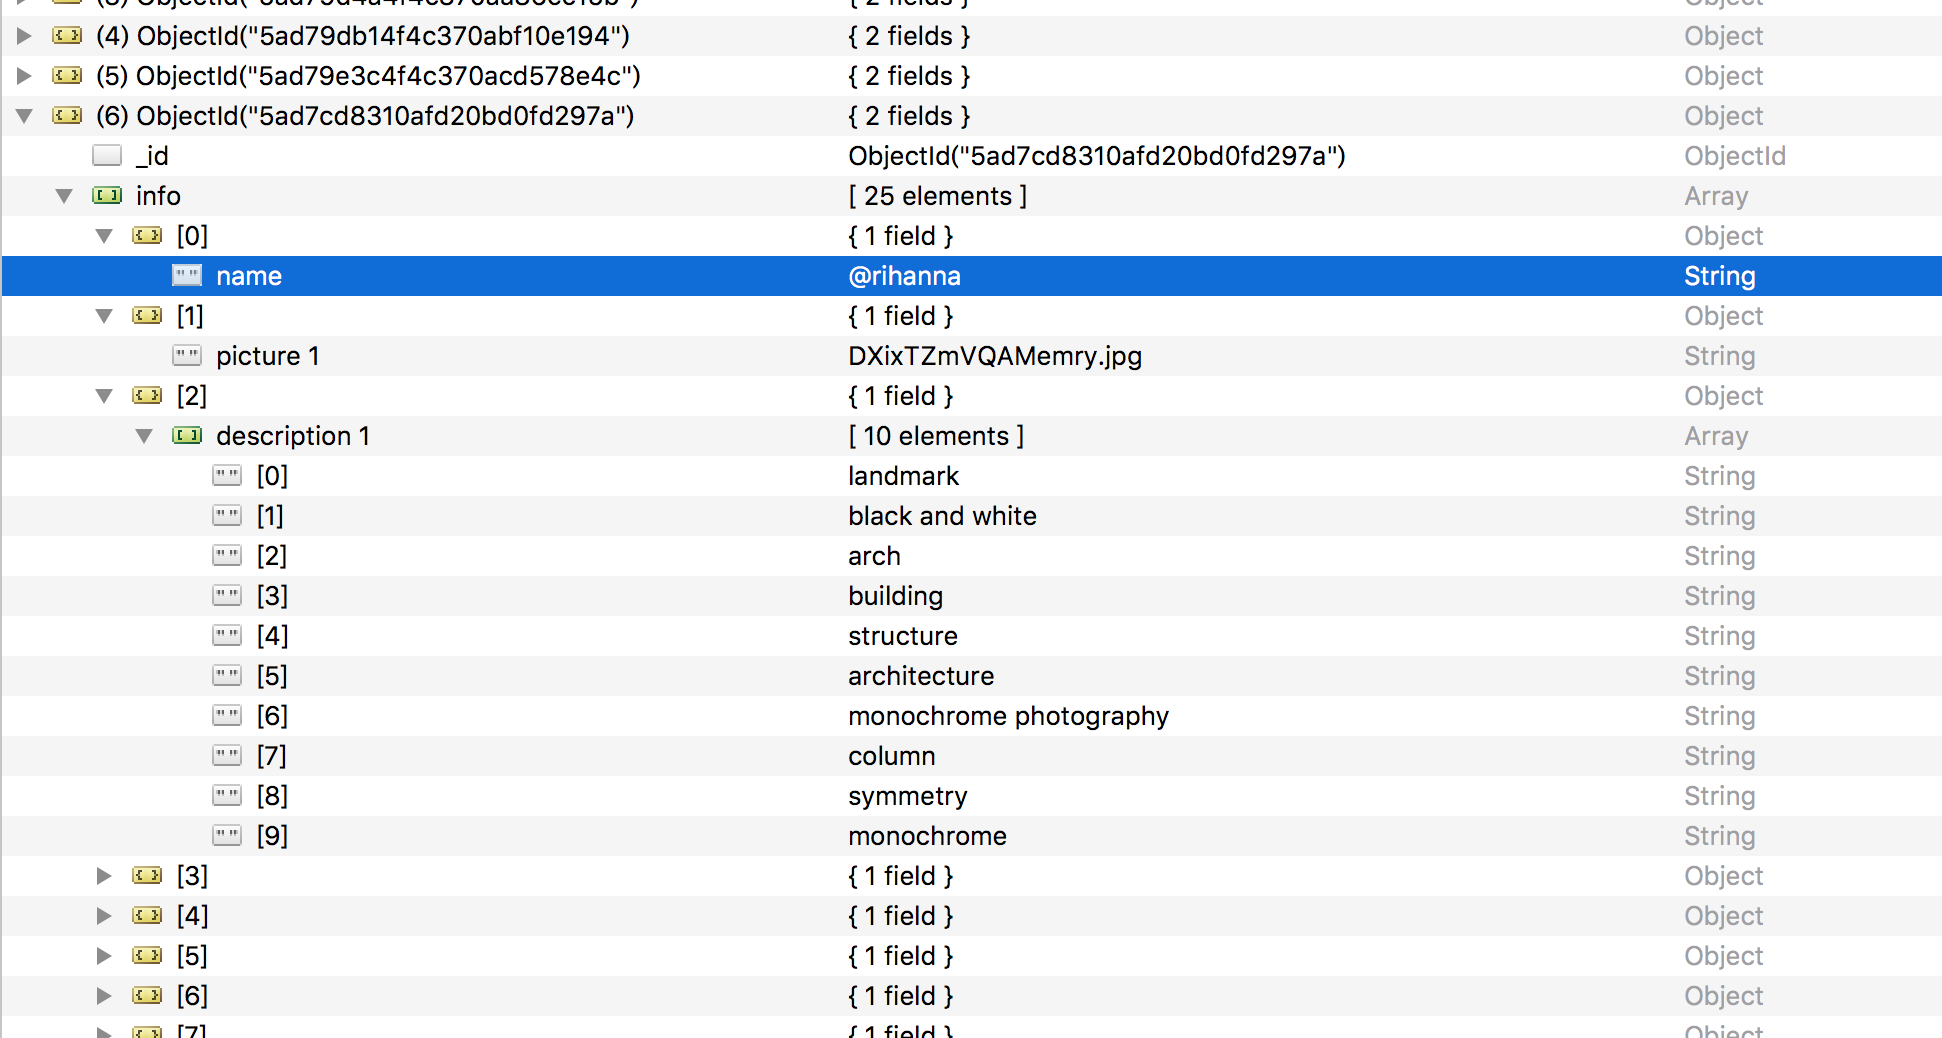 { 2 fields } Object
(4) ObjectId("5ad79db14f4c370abf10e194") { 2 fields } Object
(5) ObjectId("5ad79e3c4f4c370acd578e4c") { 2 fields } Object
(6) ObjectId("5ad7cd8310afd20bd0fd297a") { 2 fields } Object
_id ObjectId("5ad7cd8310afd20bd0fd297a") ObjectId
info [ 25 elements ] Array
[0] { 1 field } Object
name @rihanna String
[1] { 1 field } Object
picture 1 DXixTZmVQAMemry.jpg String
[2] { 1 field } Object
description 1 [ 10 elements ] Array
[0] landmark String
[1] black and white String
[2] arch String
[3] building String
[4] structure String
[5] architecture String
[6] monochrome photography String
[7] column String
[8] symmetry String
[9] monochrome String
[3] { 1 field } Object
[4] { 1 field } Object
[5] { 1 field } Object
[6] { 1 field } Object
[7] { 1 field } Object